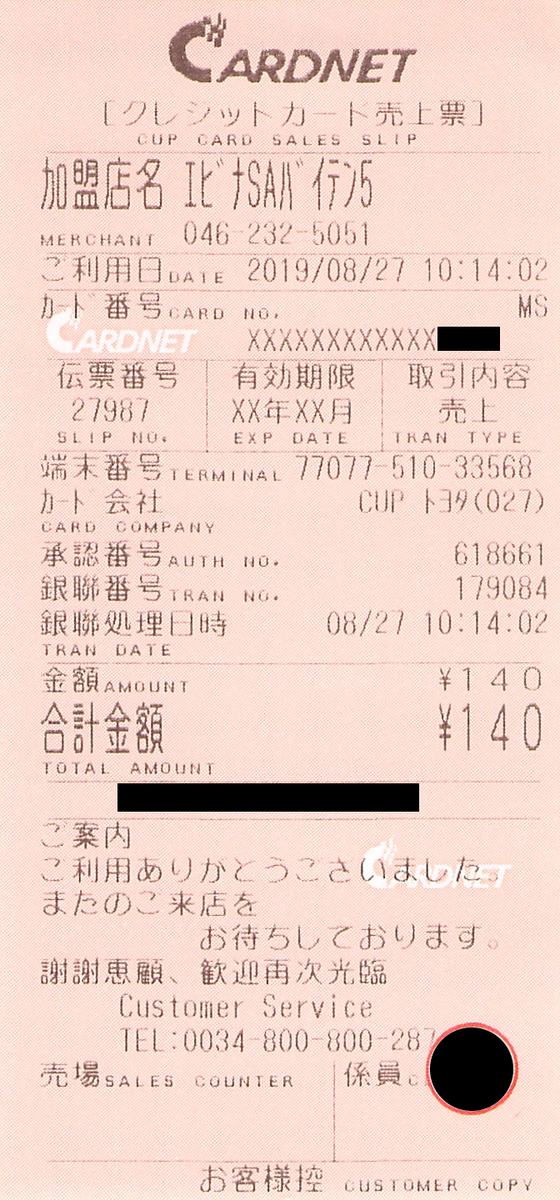 CARDNET
[クレジットカード売上票]
CUP CARD SALES SLIP
加盟店名 エビナSAバイテン5
MERCHANT 046-232-5051
ご利用日DATE 2019/08/27 10:14:02
カード番号CARD NO. MS
CARDNET XXXXXXXXXXXX
伝票番号 有効期限 取引内容
27987 XX年XX月 売上
SLIP NO. EXP DATE TRAN TYPE
端末番号TERMINAL 77077-510-33568
カード会社 CUP トヨタ(027)
CARD COMPANY
承認番号AUTH NO. 618661
銀聯番号TRAN NO. 179084
銀聯処理日時 08/27 10:14:02
TRAN DATE
金額AMOUNT ¥140
合計金額 ¥140
TOTAL AMOUNT
ご案内
ご利用ありがとうございました。
CARDNET
またのご来店を
お待ちしております。
謝謝恵顧、歓迎再次光臨
Customer Service
TEL:0034-800-800-287
売場SALES COUNTER 係員C
お客様控 CUSTOMER COPY